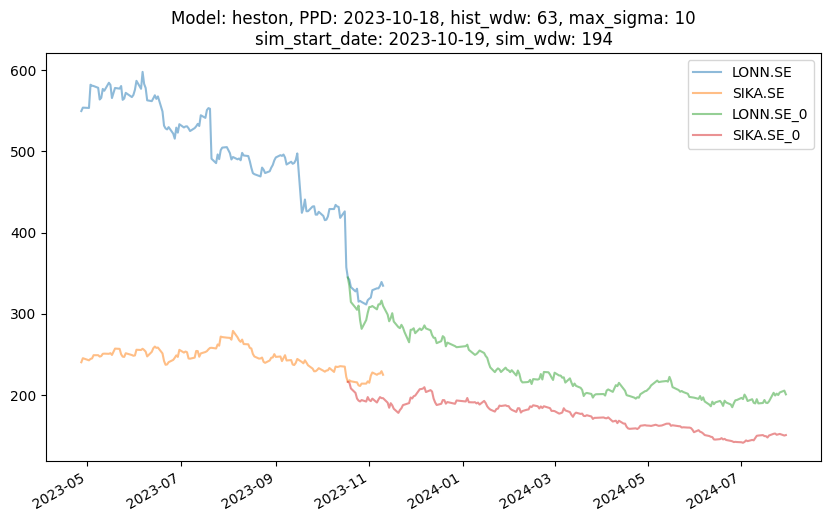 Model: heston, PPD: 2023-10-18, hist_wdw: 63, max_sigma: 10
sim_start_date: 2023-10-19, sim_wdw: 194
600
500
400
300
200
LONN.SE
SIKA.SE
LONN.SE_0
SIKA.SE_0
2023-05
2023-07
2023-09
2023-11
2024-01
2024-03
2024-05
2024-07